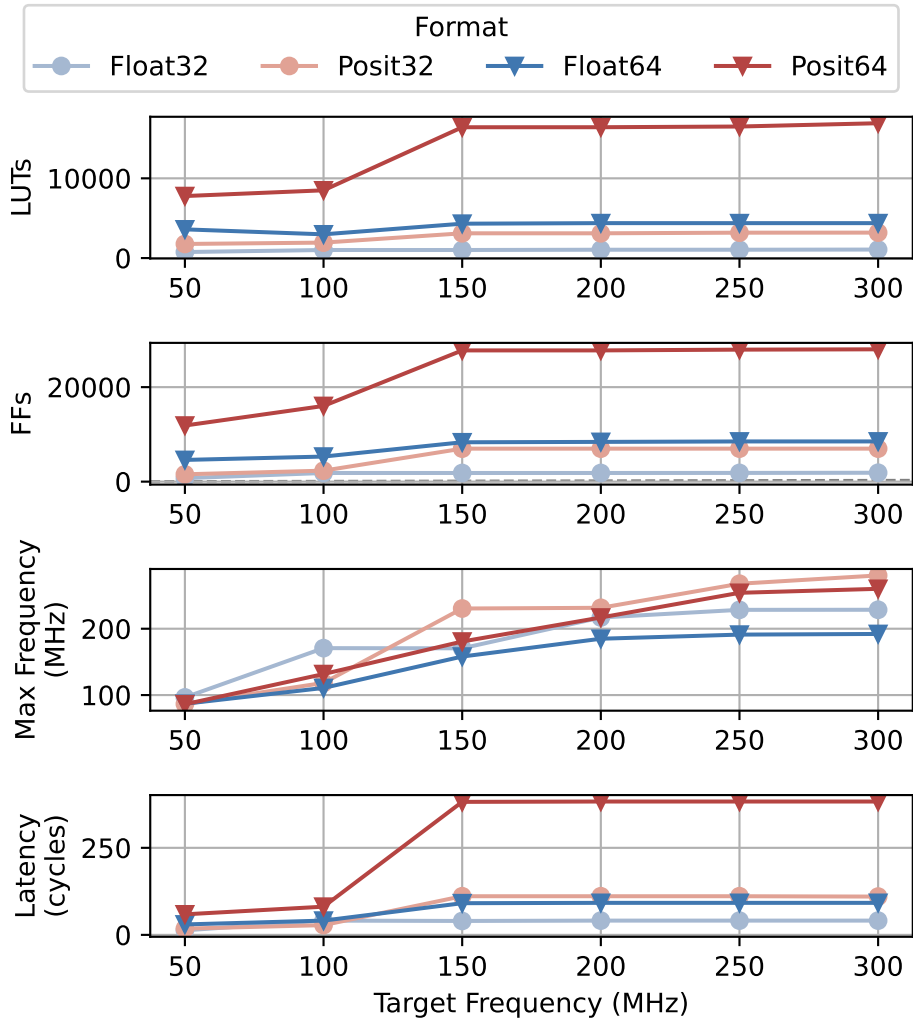 Format
Float32 Posit32 Float64 Posit64
LUTs
10000
0
50 100 150 200 250 300
FFs
20000
0
50 100 150 200 250 300
Max Frequency
(MHz)
200
100
50 100 150 200 250 300
Latency
(cycles)
250
0
50 100 150 200 250 300
Target Frequency (MHz)